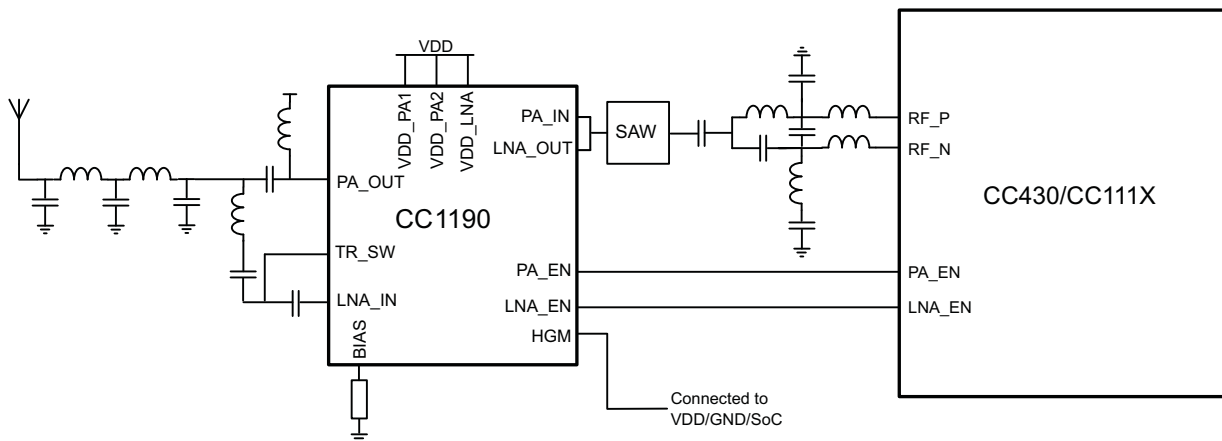 VDD
VDD_PA1
VDD_PA2
VDD_LNA
PA_IN
LNA_OUT
SAW
RF_P
RF_N
PA_OUT
CC1190
CC430/CC111X
TR_SW
PA_EN
PA_EN
LNA_IN
LNA_EN
LNA_EN
BIAS
HGM
Connected to
VDD/GND/SoC